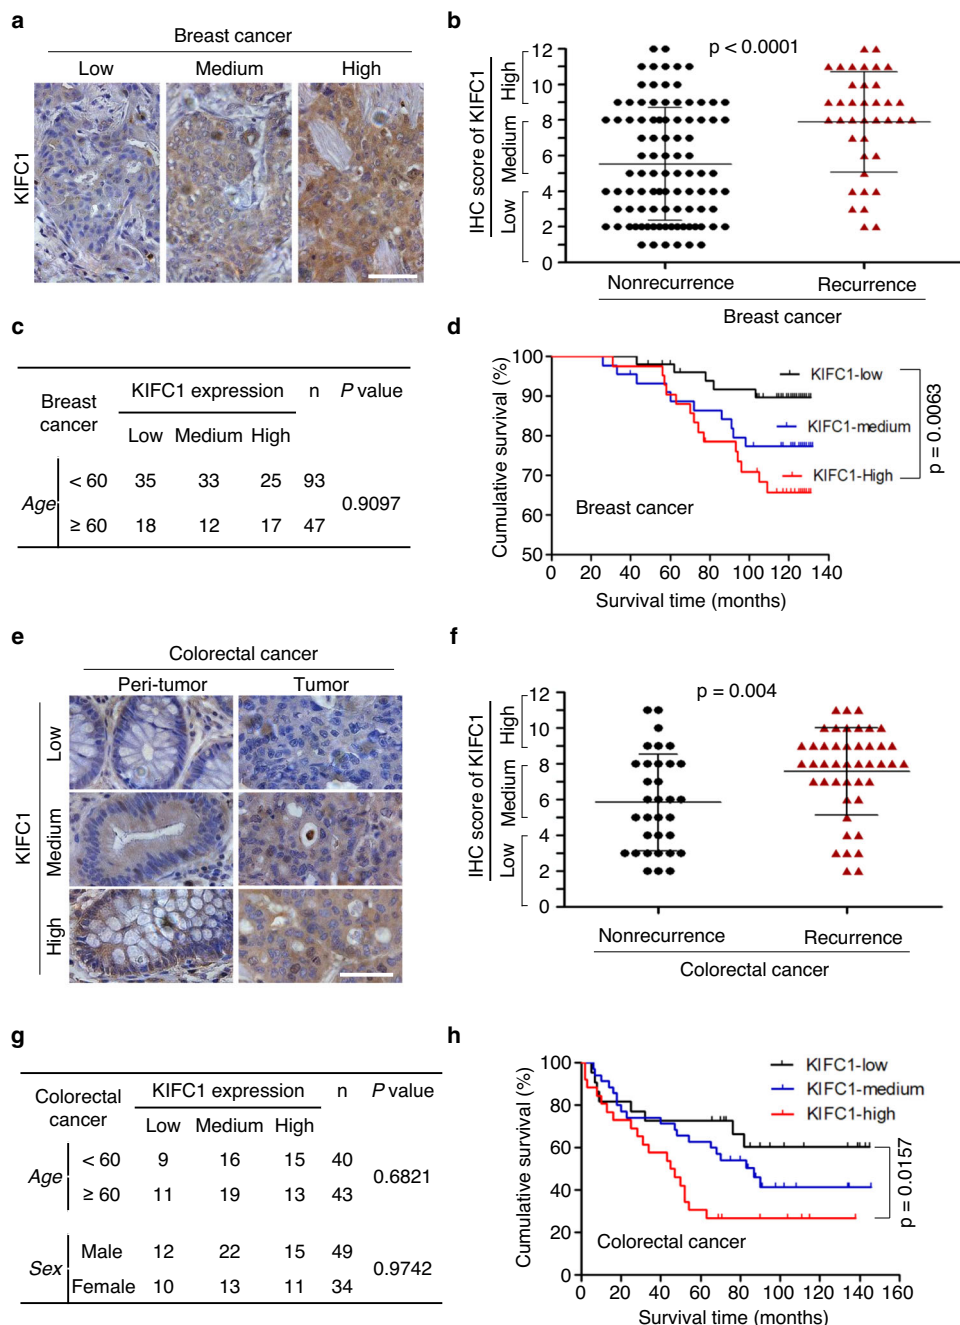 a
Breast cancer
Low Medium High
KIFC1
b
p < 0.0001
IHC score of KIFC1
High
Medium
Low
12
10
8
6
4
2
0
Nonrecurrence Recurrence
Breast cancer
c
Breast cancer KIFC1 expression n P value
Low Medium High
Age < 60 35 33 25 93 0.9097
≥ 60 18 12 17 47
d
Cumulative survival (%)
100
90
80
70
60
50
KIFC1-low
KIFC1-medium
KIFC1-High
p = 0.0063
Breast cancer
0 20 40 60 80 100 120 140
Survival time (months)
e
Colorectal cancer
Peri-tumor Tumor
KIFC1
Low
Medium
High
f
p = 0.004
IHC score of KIFC1
High
Medium
Low
12
10
8
6
4
2
0
Nonrecurrence Recurrence
Colorectal cancer
g
Colorectal cancer KIFC1 expression n P value
Low Medium High
Age < 60 9 16 15 40 0.6821
≥ 60 11 19 13 43
Sex Male 12 22 15 49 0.9742
Female 10 13 11 34
h
Cumulative survival (%)
100
80
60
40
20
0
KIFC1-low
KIFC1-medium
KIFC1-high
p = 0.0157
Colorectal cancer
0 20 40 60 80 100 120 140 160
Survival time (months)